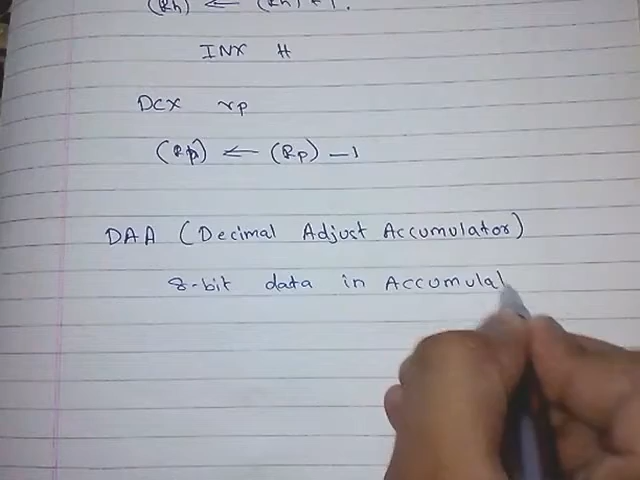 INX H
DCX rp
(Rp) ← (Rp) - 1
DAA (Decimal Adjust Accumulator)
8-bit data in Accumulat